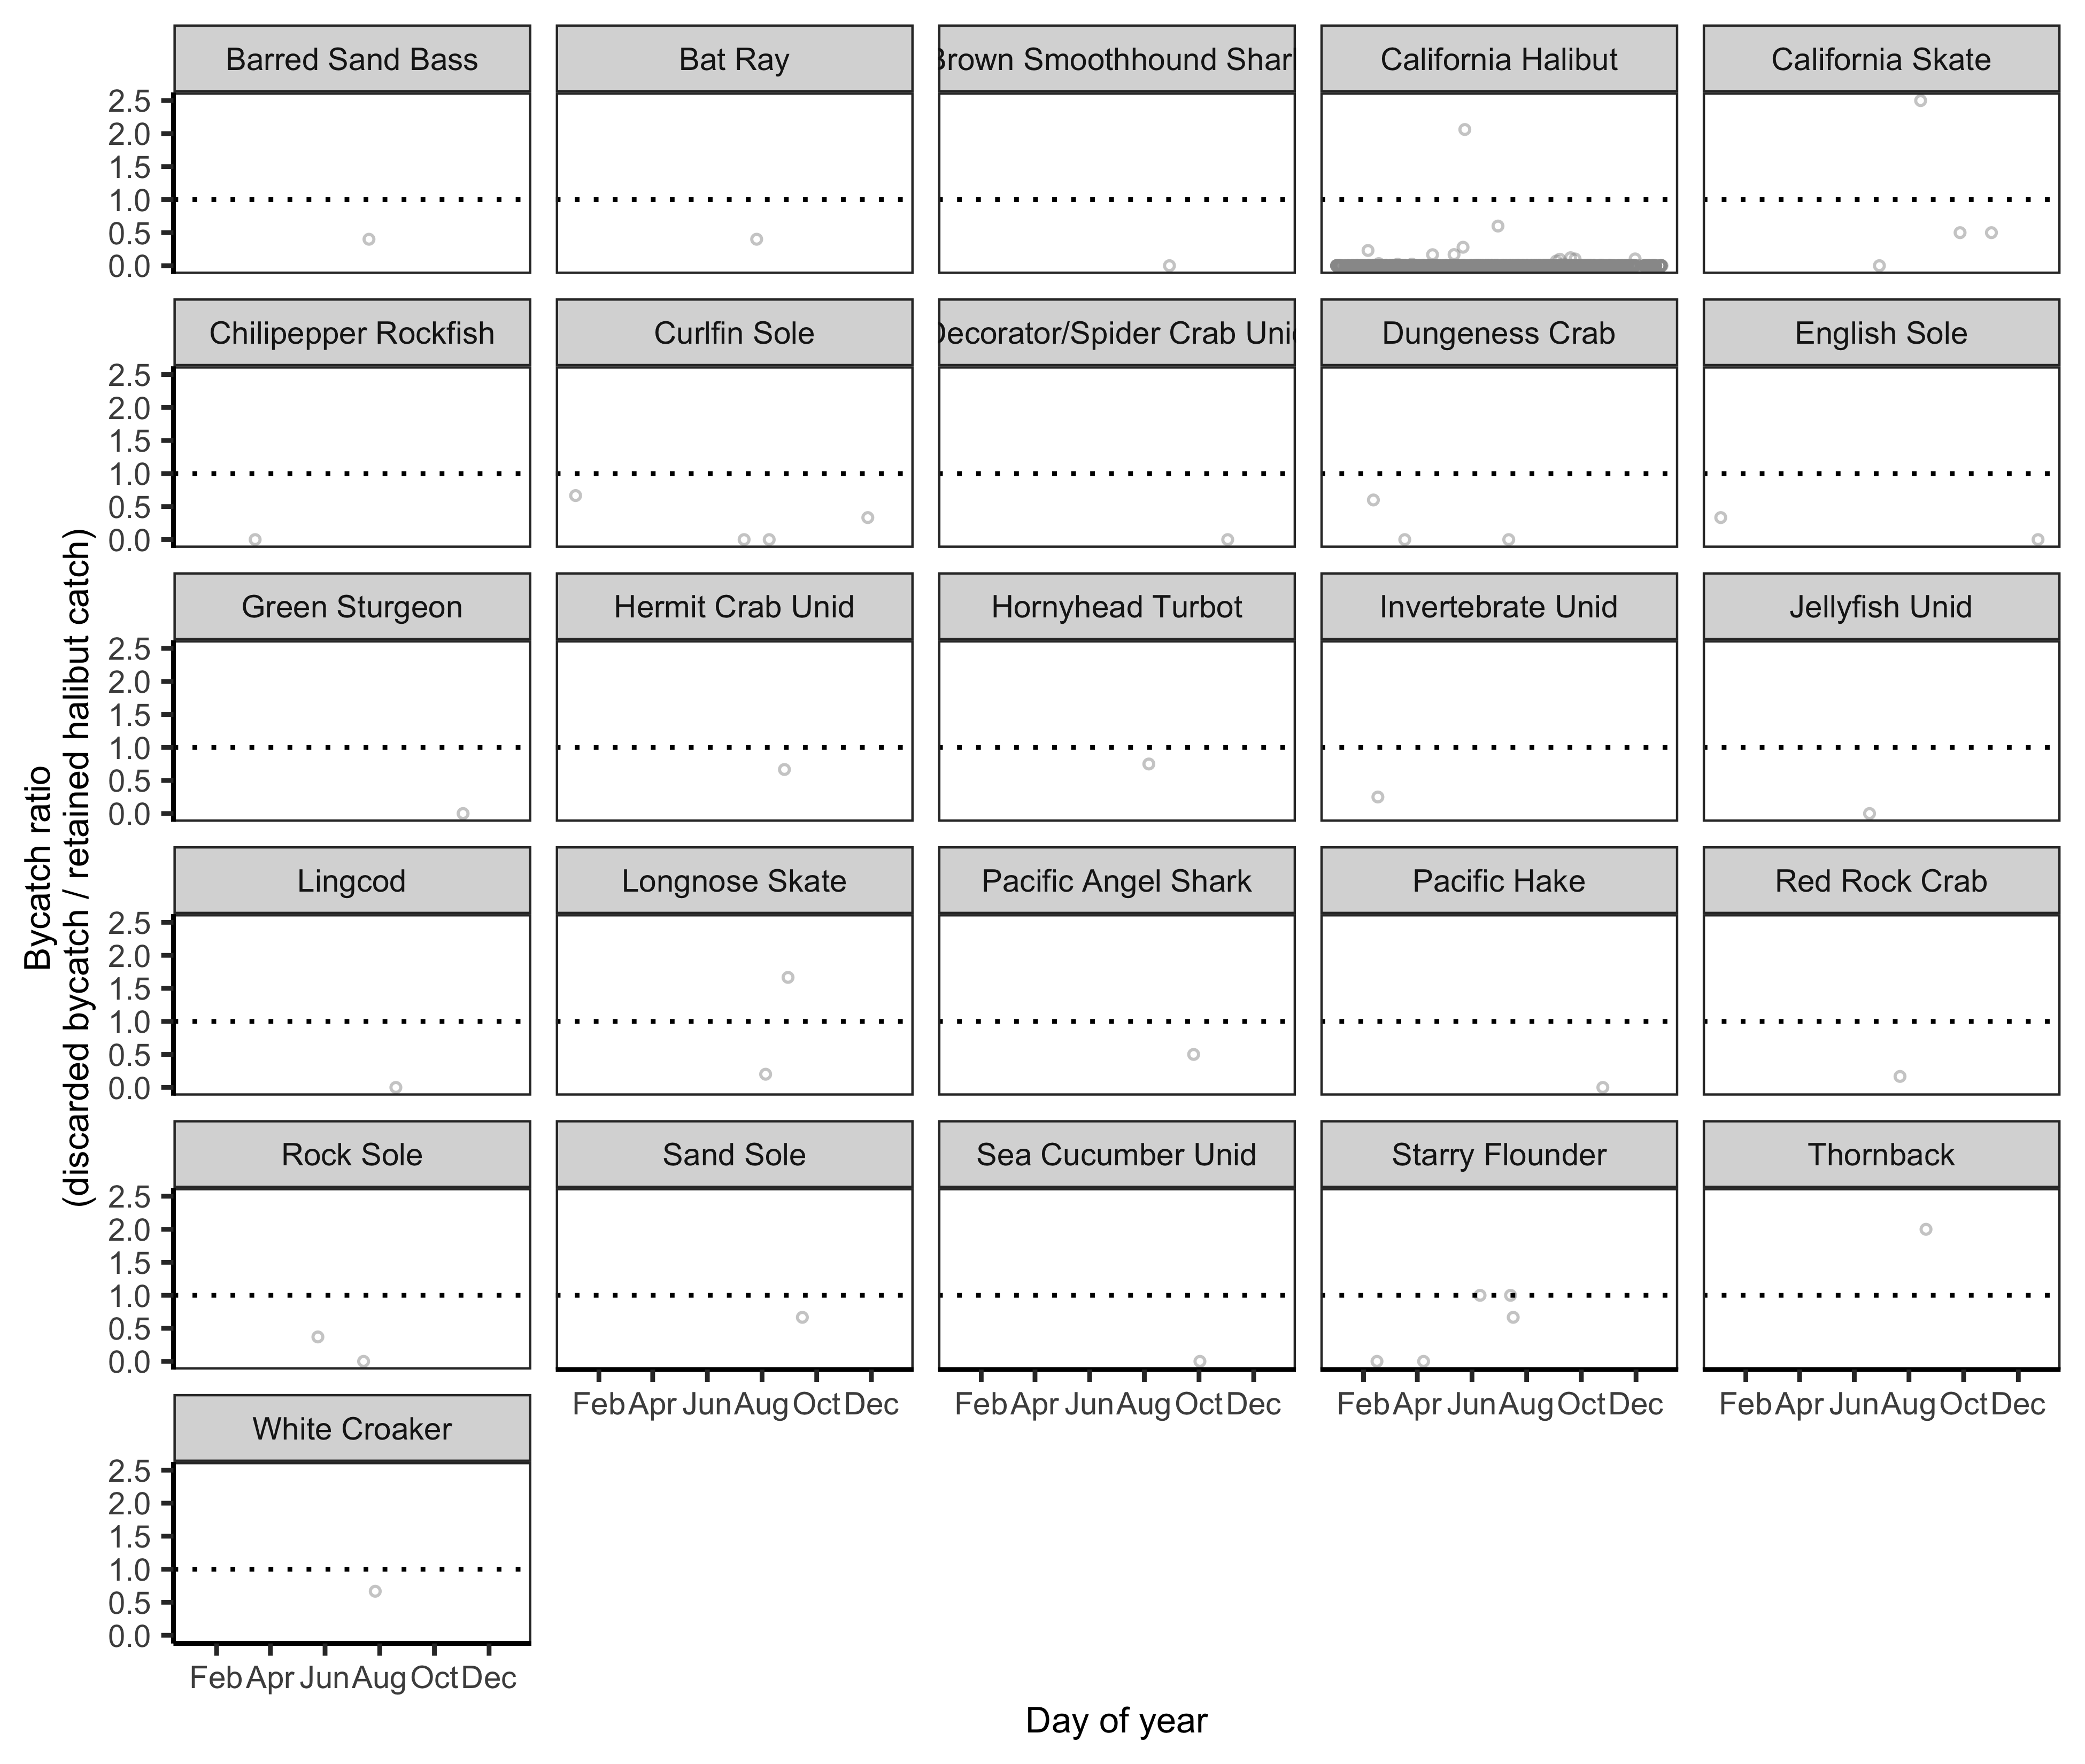 Barred Sand Bass
Bat Ray
Brown Smoothhound Shark
California Halibut
California Skate
2.5
2.0
1.5
1.0
0.5
0.0
Chilipepper Rockfish
Curlfin Sole
Decorator/Spider Crab Unid
Dungeness Crab
English Sole
2.5
2.0
1.5
1.0
0.5
0.0
Green Sturgeon
Hermit Crab Unid
Hornyhead Turbot
Invertebrate Unid
Jellyfish Unid
2.5
2.0
1.5
1.0
0.5
0.0
Lingcod
Longnose Skate
Pacific Angel Shark
Pacific Hake
Red Rock Crab
2.5
2.0
1.5
1.0
0.5
0.0
Rock Sole
Sand Sole
Sea Cucumber Unid
Starry Flounder
Thornback
2.5
2.0
1.5
1.0
0.5
0.0
Feb Apr Jun Aug Oct Dec
Feb Apr Jun Aug Oct Dec
Feb Apr Jun Aug Oct Dec
Feb Apr Jun Aug Oct Dec
White Croaker
2.5
2.0
1.5
1.0
0.5
0.0
Feb Apr Jun Aug Oct Dec
Bycatch ratio
(discarded bycatch / retained halibut catch)
Day of year